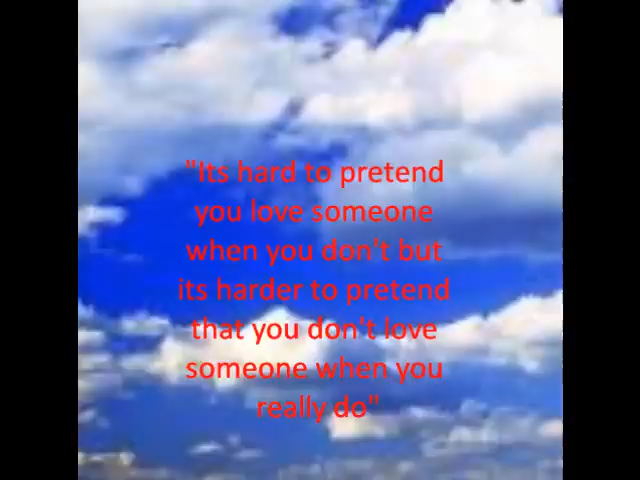 "Its hard to pretend
you love someone
when you don't but
its harder to pretend
that you don't love
someone when you
really do"